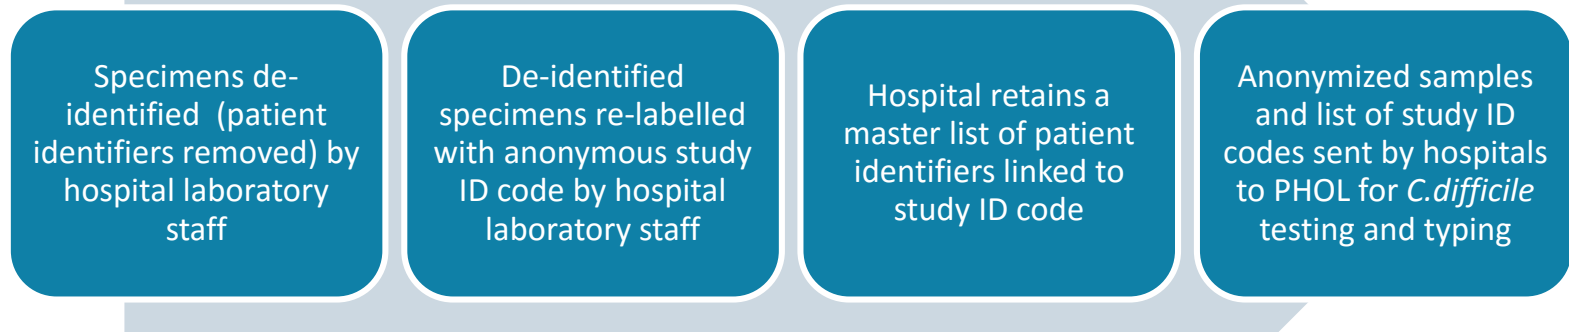 Specimens de-
identified  (patient
identifiers removed) by
hospital laboratory
staff
De-identified
specimens re-labelled
with anonymous study
ID code by hospital
laboratory staff
Hospital retains a
master list of patient
identifiers linked to
study ID code
Anonymized samples
and list of study ID
codes sent by hospitals
to PHOL for C.difficile
testing and typing